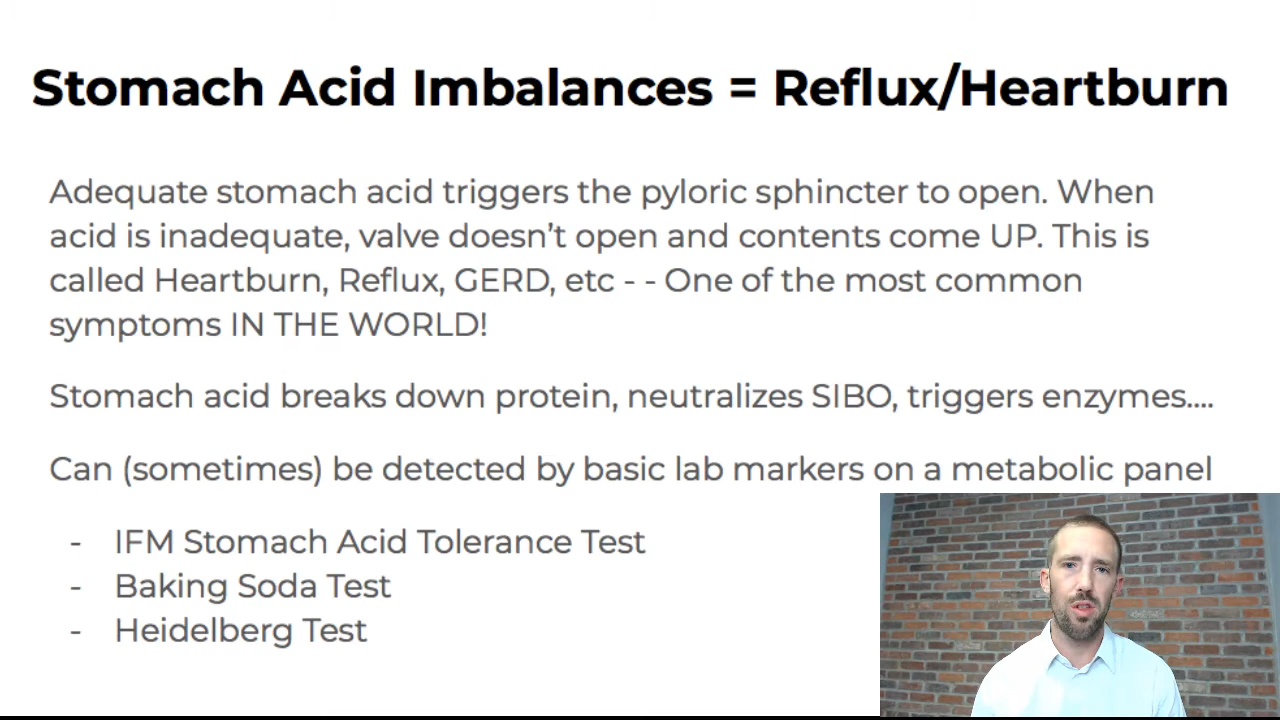 Stomach Acid Imbalances = Reflux/Heartburn
Adequate stomach acid triggers the pyloric sphincter to open. When
acid is inadequate, valve doesn't open and contents come UP. This is
called Heartburn, Reflux, GERD, etc - - One of the most common
symptoms IN THE WORLD!
Stomach acid breaks down protein, neutralizes SIBO, triggers enzymes....
Can (sometimes) be detected by basic lab markers on a metabolic panel
- IFM Stomach Acid Tolerance Test
- Baking Soda Test
- Heidelberg Test